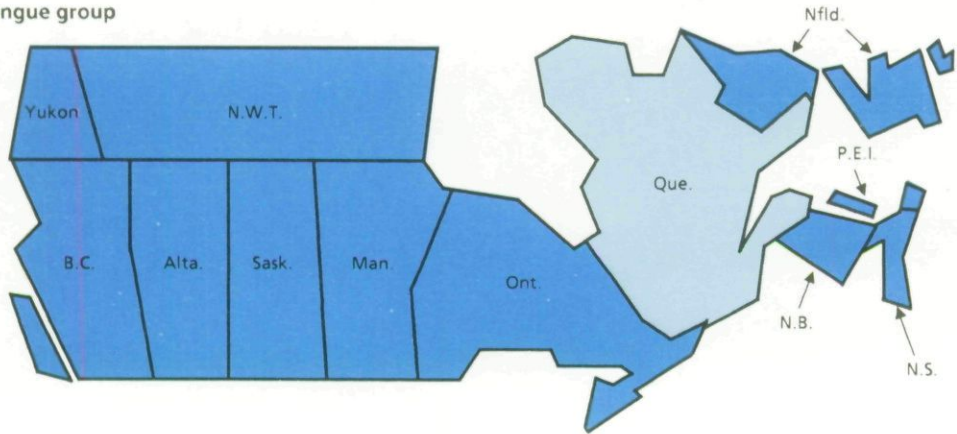 ngue group
Nfld.
Yukon
N.W.T.
P.E.I.
Que.
B.C.
Alta.
Sask.
Man.
Ont.
N.B.
N.S.